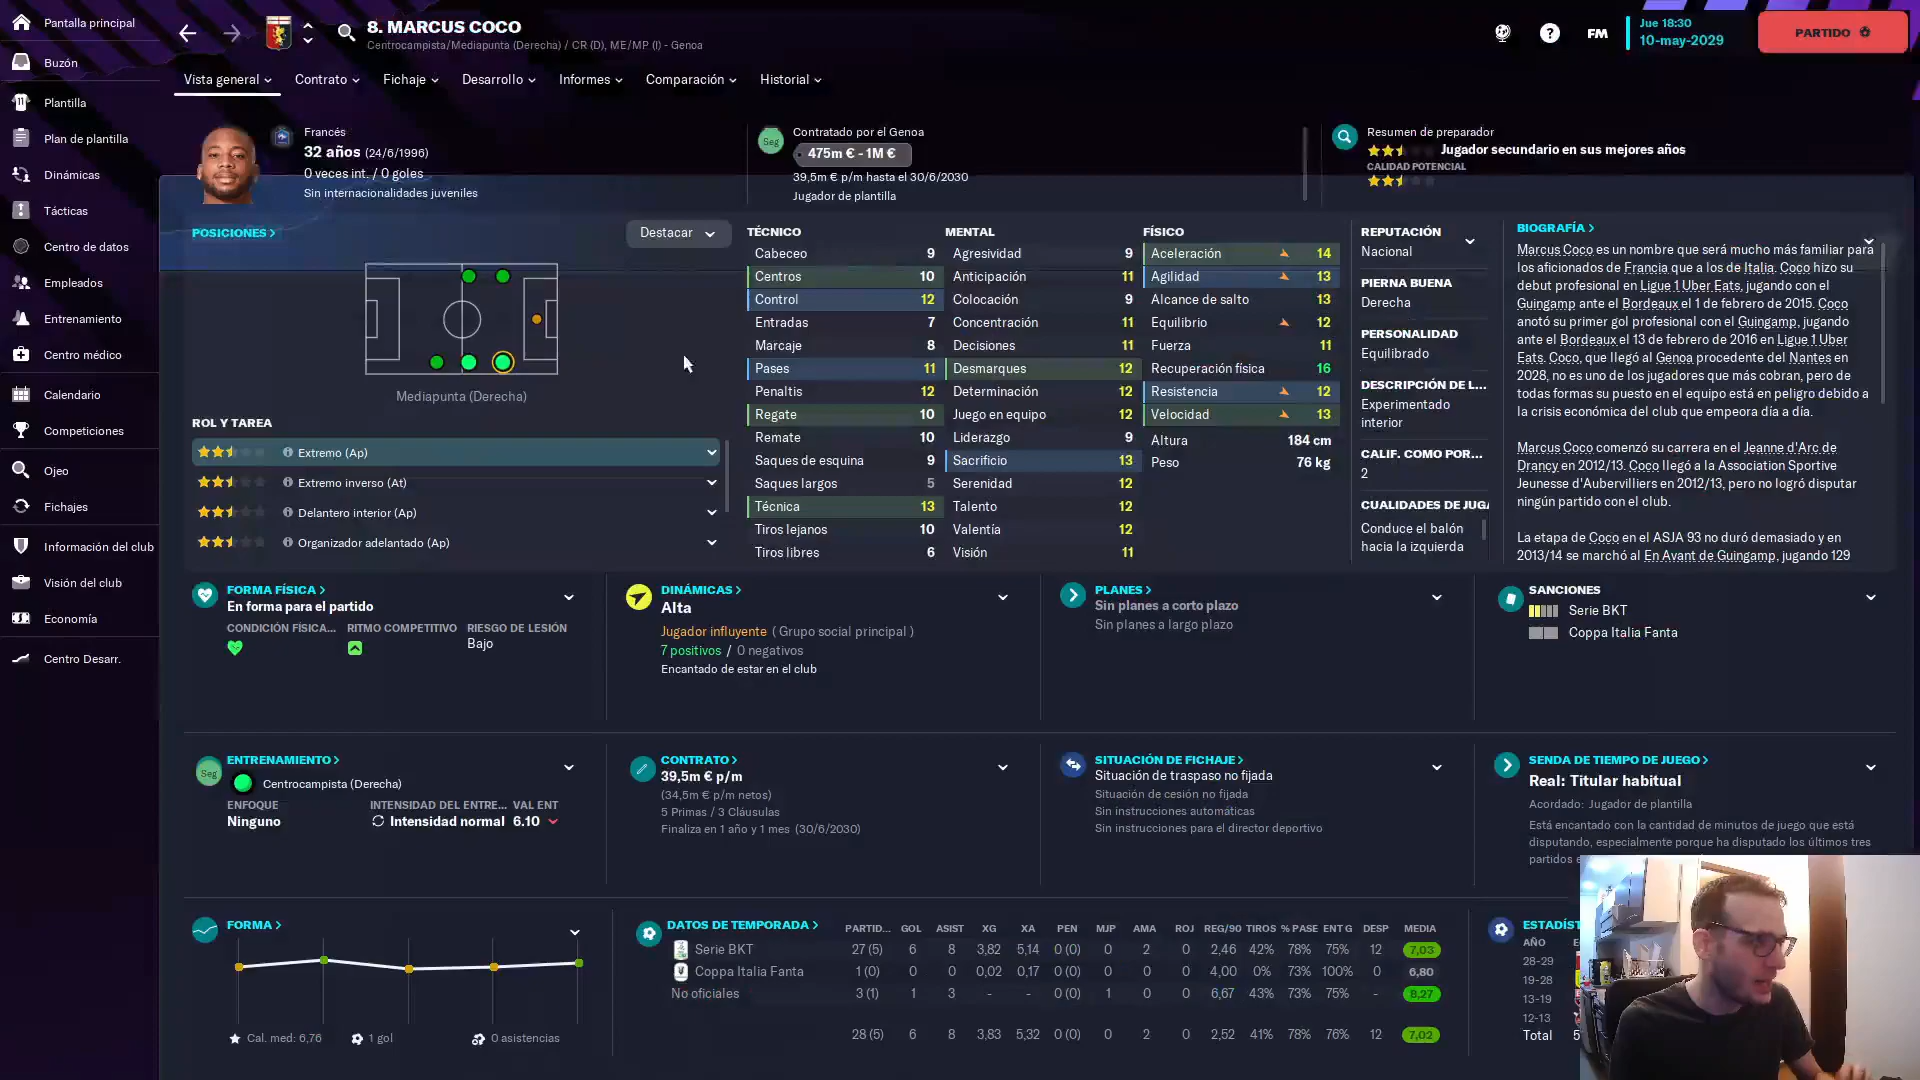 Pantalla principal
Buzón
Plantilla
Plan de plantilla
Dinámicas
Tácticas
Centro de datos
Empleados
Entrenamiento
Centro médico
Calendario
Competiciones
Ojeo
Fichajes
Información del club
Visión del club
Economía
Centro Desarr.
8. MARCUS COCO
Centrocampista/Mediapunta (Derecha) / CR (D), ME/MP (I) - Genoa
FM
Jue 18:30
10-may-2029
PARTIDO
Vista general Contrato Fichaje Desarrollo Informes Comparación Historial
Francés
32 años (24/6/1996)
0 veces int. / 0 goles
Sin internacionalidades juveniles
Seg
Contratado por el Genoa
475m € - 1M €
39,5m € p/m hasta el 30/6/2030
Jugador de plantilla
Resumen de preparador
Jugador secundario en sus mejores años
CALIDAD POTENCIAL
POSICIONES >
Destacar
Mediapunta (Derecha)
ROL Y TAREA
Extremo (Ap)
Extremo inverso (At)
Delantero interior (Ap)
Organizador adelantado (Ap)
TÉCNICO
Cabeceo 9
Centros 10
Control 12
Entradas 7
Marcaje 8
Pases 11
Penaltis 12
Regate 10
Remate 10
Saques de esquina 9
Saques largos 5
Técnica 13
Tiros lejanos 10
Tiros libres 6
MENTAL
Agresividad 9
Anticipación 11
Colocación 9
Concentración 11
Decisiones 11
Desmarques 12
Determinación 12
Juego en equipo 12
Liderazgo 9
Sacrificio 13
Serenidad 12
Talento 12
Valentía 12
Visión 11
FÍSICO
Aceleración 14
Agilidad 13
Alcance de salto 13
Equilibrio 12
Fuerza 11
Recuperación física 16
Resistencia 12
Velocidad 13
Altura 184 cm
Peso 76 kg
REPUTACIÓN
Nacional
PIERNA BUENA
Derecha
PERSONALIDAD
Equilibrado
DESCRIPCIÓN DE L...
Experimentado
interior
CALIF. COMO POR...
2
CUALIDADES DE JUGA
Conduce el balón
hacia la izquierda
BIOGRAFÍA >
Marcus Coco es un nombre que será mucho más familiar para
los aficionados de Francia que a los de Italia. Coco hizo su
debut profesional en Ligue 1 Uber Eats, jugando con el
Guingamp ante el Bordeaux el 1 de febrero de 2015. Coco
anotó su primer gol profesional con el Guingamp, jugando
ante el Bordeaux el 13 de febrero de 2016 en Ligue 1 Uber
Eats. Coco, que llegó al Genoa procedente del Nantes en
2028, no es uno de los jugadores que más cobran, pero de
todas formas su puesto en el equipo está en peligro debido a
la crisis económica del club que empeora día a día.
Marcus Coco comenzó su carrera en el Jeanne d'Arc de
Drancy en 2012/13. Coco llegó a la Association Sportive
Jeunesse d'Aubervilliers en 2012/13, pero no logró disputar
ningún partido con el club.
La etapa de Coco en el ASJA 93 no duró demasiado y en
2013/14 se marchó al En Avant de Guingamp, jugando 129
FORMA FÍSICA >
En forma para el partido
CONDICIÓN FÍSICA... RITMO COMPETITIVO RIESGO DE LESIÓN
Bajo
DINÁMICAS >
Alta
Jugador influyente ( Grupo social principal )
7 positivos / 0 negativos
Encantado de estar en el club
PLANES >
Sin planes a corto plazo
Sin planes a largo plazo
SANCIONES
Serie BKT
Coppa Italia Fanta
ENTRENAMIENTO >
Seg
Centrocampista (Derecha)
ENFOQUE INTENSIDAD DEL ENTRE... VAL ENT
Ninguno Intensidad normal 6.10
CONTRATO >
39,5m € p/m
(34,5m € p/m netos)
5 Primas / 3 Cláusulas
Finaliza en 1 año y 1 mes (30/6/2030)
SITUACIÓN DE FICHAJE >
Situación de traspaso no fijada
Situación de cesión no fijada
Sin instrucciones automáticas
Sin instrucciones para el director deportivo
SENDA DE TIEMPO DE JUEGO >
Real: Titular habitual
Acordado: Jugador de plantilla
Está encantado con la cantidad de minutos de juego que está
disputando, especialmente porque ha disputado los últimos tres
partidos
FORMA >
Cal. med: 6,76 1 gol 0 asistencias
DATOS DE TEMPORADA > PARTID... GOL ASIST XG XA PEN MJP AMA ROJ REG/90 TIROS % PASE ENT G DESP MEDIA
Serie BKT 27 (5) 6 8 3,82 5,14 0 (0) 0 2 0 2,46 42% 78% 75% 12 7,03
Coppa Italia Fanta 1 (0) 0 0 0,02 0,17 0 (0) 0 0 0 4,00 0% 73% 100% 0 6,80
No oficiales 3 (1) 1 3 - - 0 (0) 1 0 0 6,67 43% 73% 75% - 8,27
28 (5) 6 8 3,83 5,32 0 (0) 0 2 0 2,52 41% 78% 76% 12 7,02
ESTADÍST
AÑO
28-29
19-28
13-19
12-13
Total 5